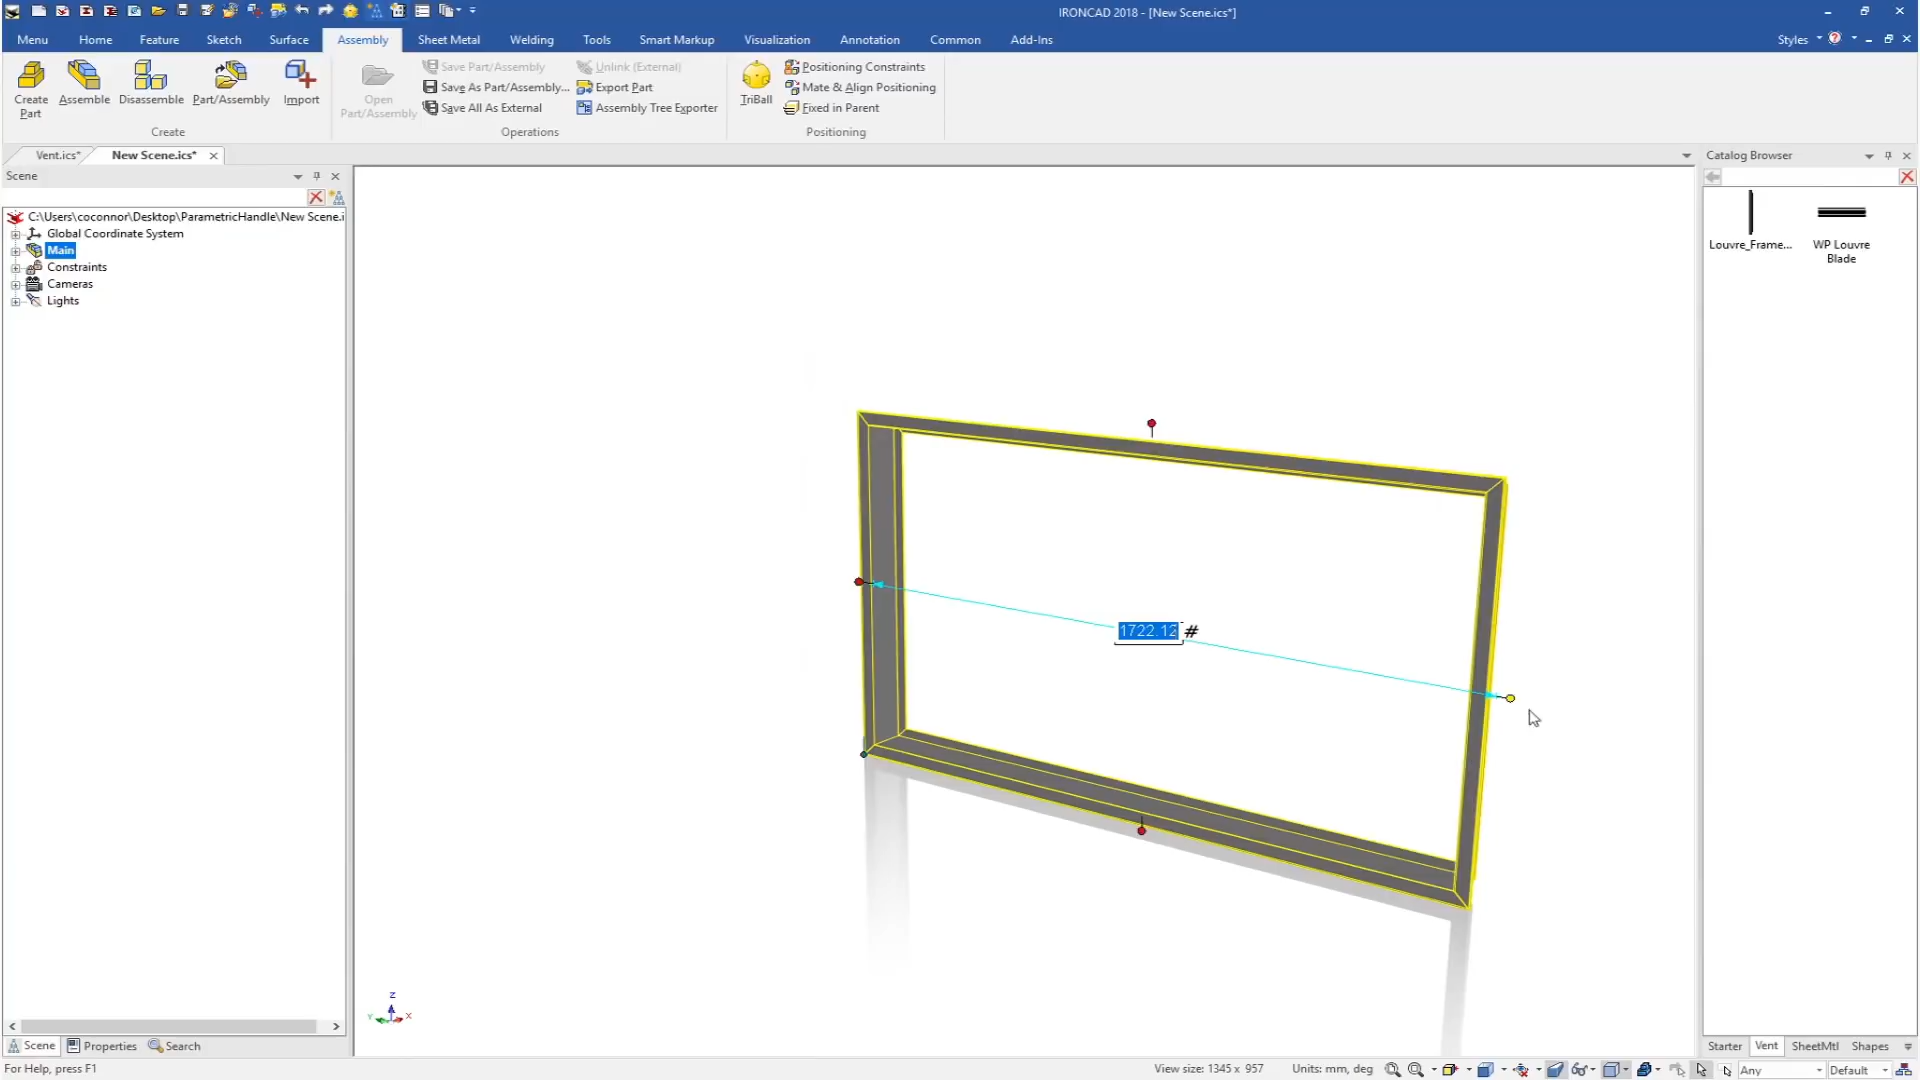 IRONCAD 2018 - [New Scene.ics*]
Menu Home Feature Sketch Surface Assembly Sheet Metal Welding Tools Smart Markup Visualization Annotation Common Add-Ins Styles
Create Part
Assemble
Disassemble
Part/Assembly
Import
Create
Open Part/Assembly
Save Part/Assembly
Save As Part/Assembly...
Save All As External
Unlink (External)
Export Part
Assembly Tree Exporter
Operations
TriBall
Positioning Constraints
Mate & Align Positioning
Fixed in Parent
Positioning
Vent.ics* New Scene.ics*
Scene
C:\Users\coconnor\Desktop\ParametricHandle\New Scene.i
Global Coordinate System
Main
Constraints
Cameras
Lights
1722.12 #
Z
Y X
Catalog Browser
Louvre_Frame...
WP Louvre
Blade
Scene Properties Search
Starter Vent SheetMtl Shapes
For Help, press F1
View size: 1345 x 957 Units: mm, deg Any Default